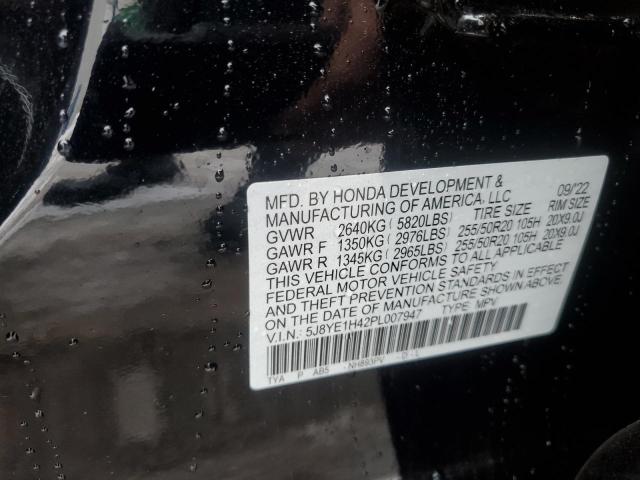 MFD. BY HONDA DEVELOPMENT & 09/22
MANUFACTURING OF AMERICA, LLC
TIRE SIZE RIM SIZE
GVWR 2640KG ( 5820LBS)
GAWR F 1350KG ( 2976LBS) 255/50R20 105H 20X9.0J
GAWR R 1345KG ( 2965LBS) 255/50R20 105H 20X9.0J
THIS VEHICLE CONFORMS TO ALL APPLICABLE
FEDERAL MOTOR VEHICLE SAFETY
AND THEFT PREVENTION STANDARDS IN EFFECT
ON THE DATE OF MANUFACTURE SHOWN ABOVE.
V.I.N.: 5J8YE1H42PL007947 TYPE: MPV
TYA P AB5 NH893PV -D-L